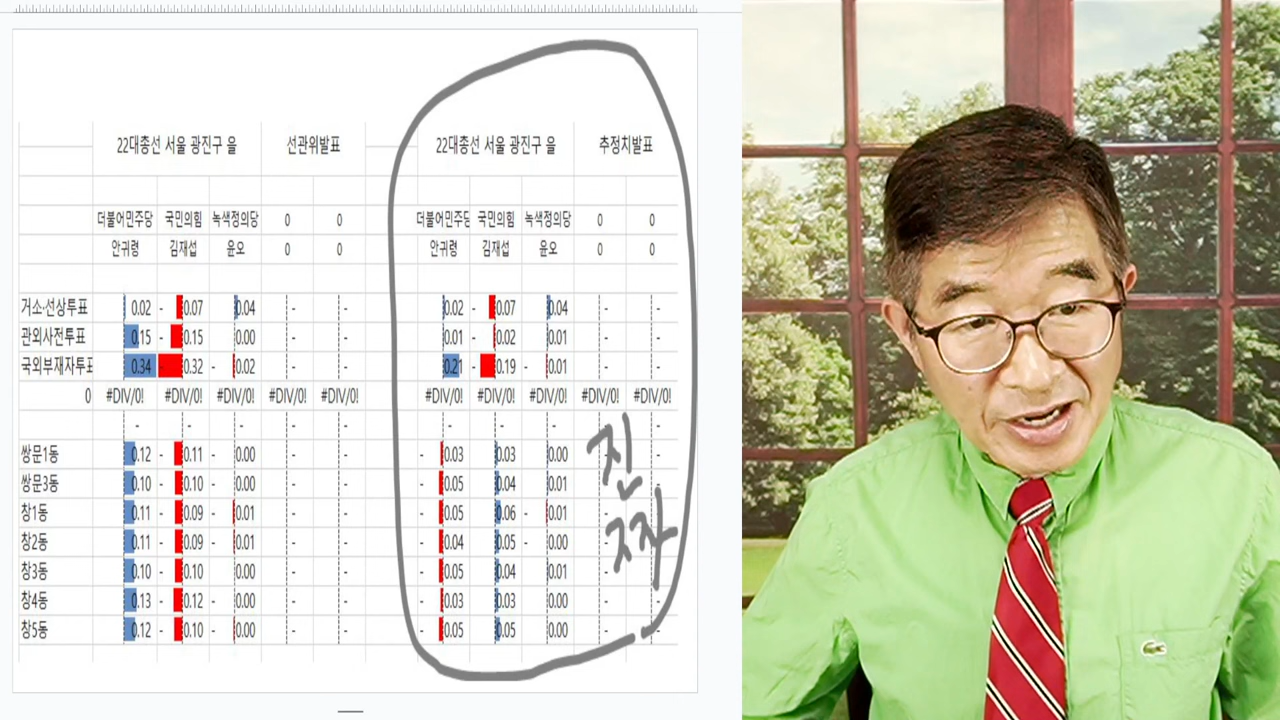 22대총선 서울 광진구 을 선관위발표 22대총선 서울 광진구 을 추정치발표
더불어민주당 국민의힘 녹색정의당 0 0 더불어민주당 국민의힘 녹색정의당 0 0
안귀령 김재섭 윤오 0 0 안귀령 김재섭 윤오 0 0
거소·선상투표 0.02 - 0.07 0.04 - - 0.02 - 0.07 0.04 - -
관외사전투표 0.15 - 0.15 0.00 - - 0.01 - 0.02 0.01 - -
국외부재자투표 0.34 - 0.32 - 0.02 - - 0.21 - 0.19 - 0.01 - -
0 #DIV/0! #DIV/0! #DIV/0! #DIV/0! #DIV/0! #DIV/0! #DIV/0! #DIV/0! #DIV/0! #DIV/0!
- - - - - - - - - -
쌍문1동 0.12 - 0.11 - 0.00 - - - 0.03 0.03 - 0.00 -
쌍문3동 0.10 - 0.10 - 0.00 - - - 0.05 0.04 0.01 - -
창1동 0.11 - 0.09 - 0.01 - - - 0.05 0.06 - 0.01 - -
창2동 0.11 - 0.09 - 0.01 - - - 0.04 0.05 - 0.00 -
창3동 0.10 - 0.10 0.00 - - - 0.05 0.04 0.01 - -
창4동 0.13 - 0.12 - 0.00 - - - 0.03 0.03 0.00 - -
창5동 0.12 - 0.10 - 0.00 - - - 0.05 0.05 0.00 - -
진
짜